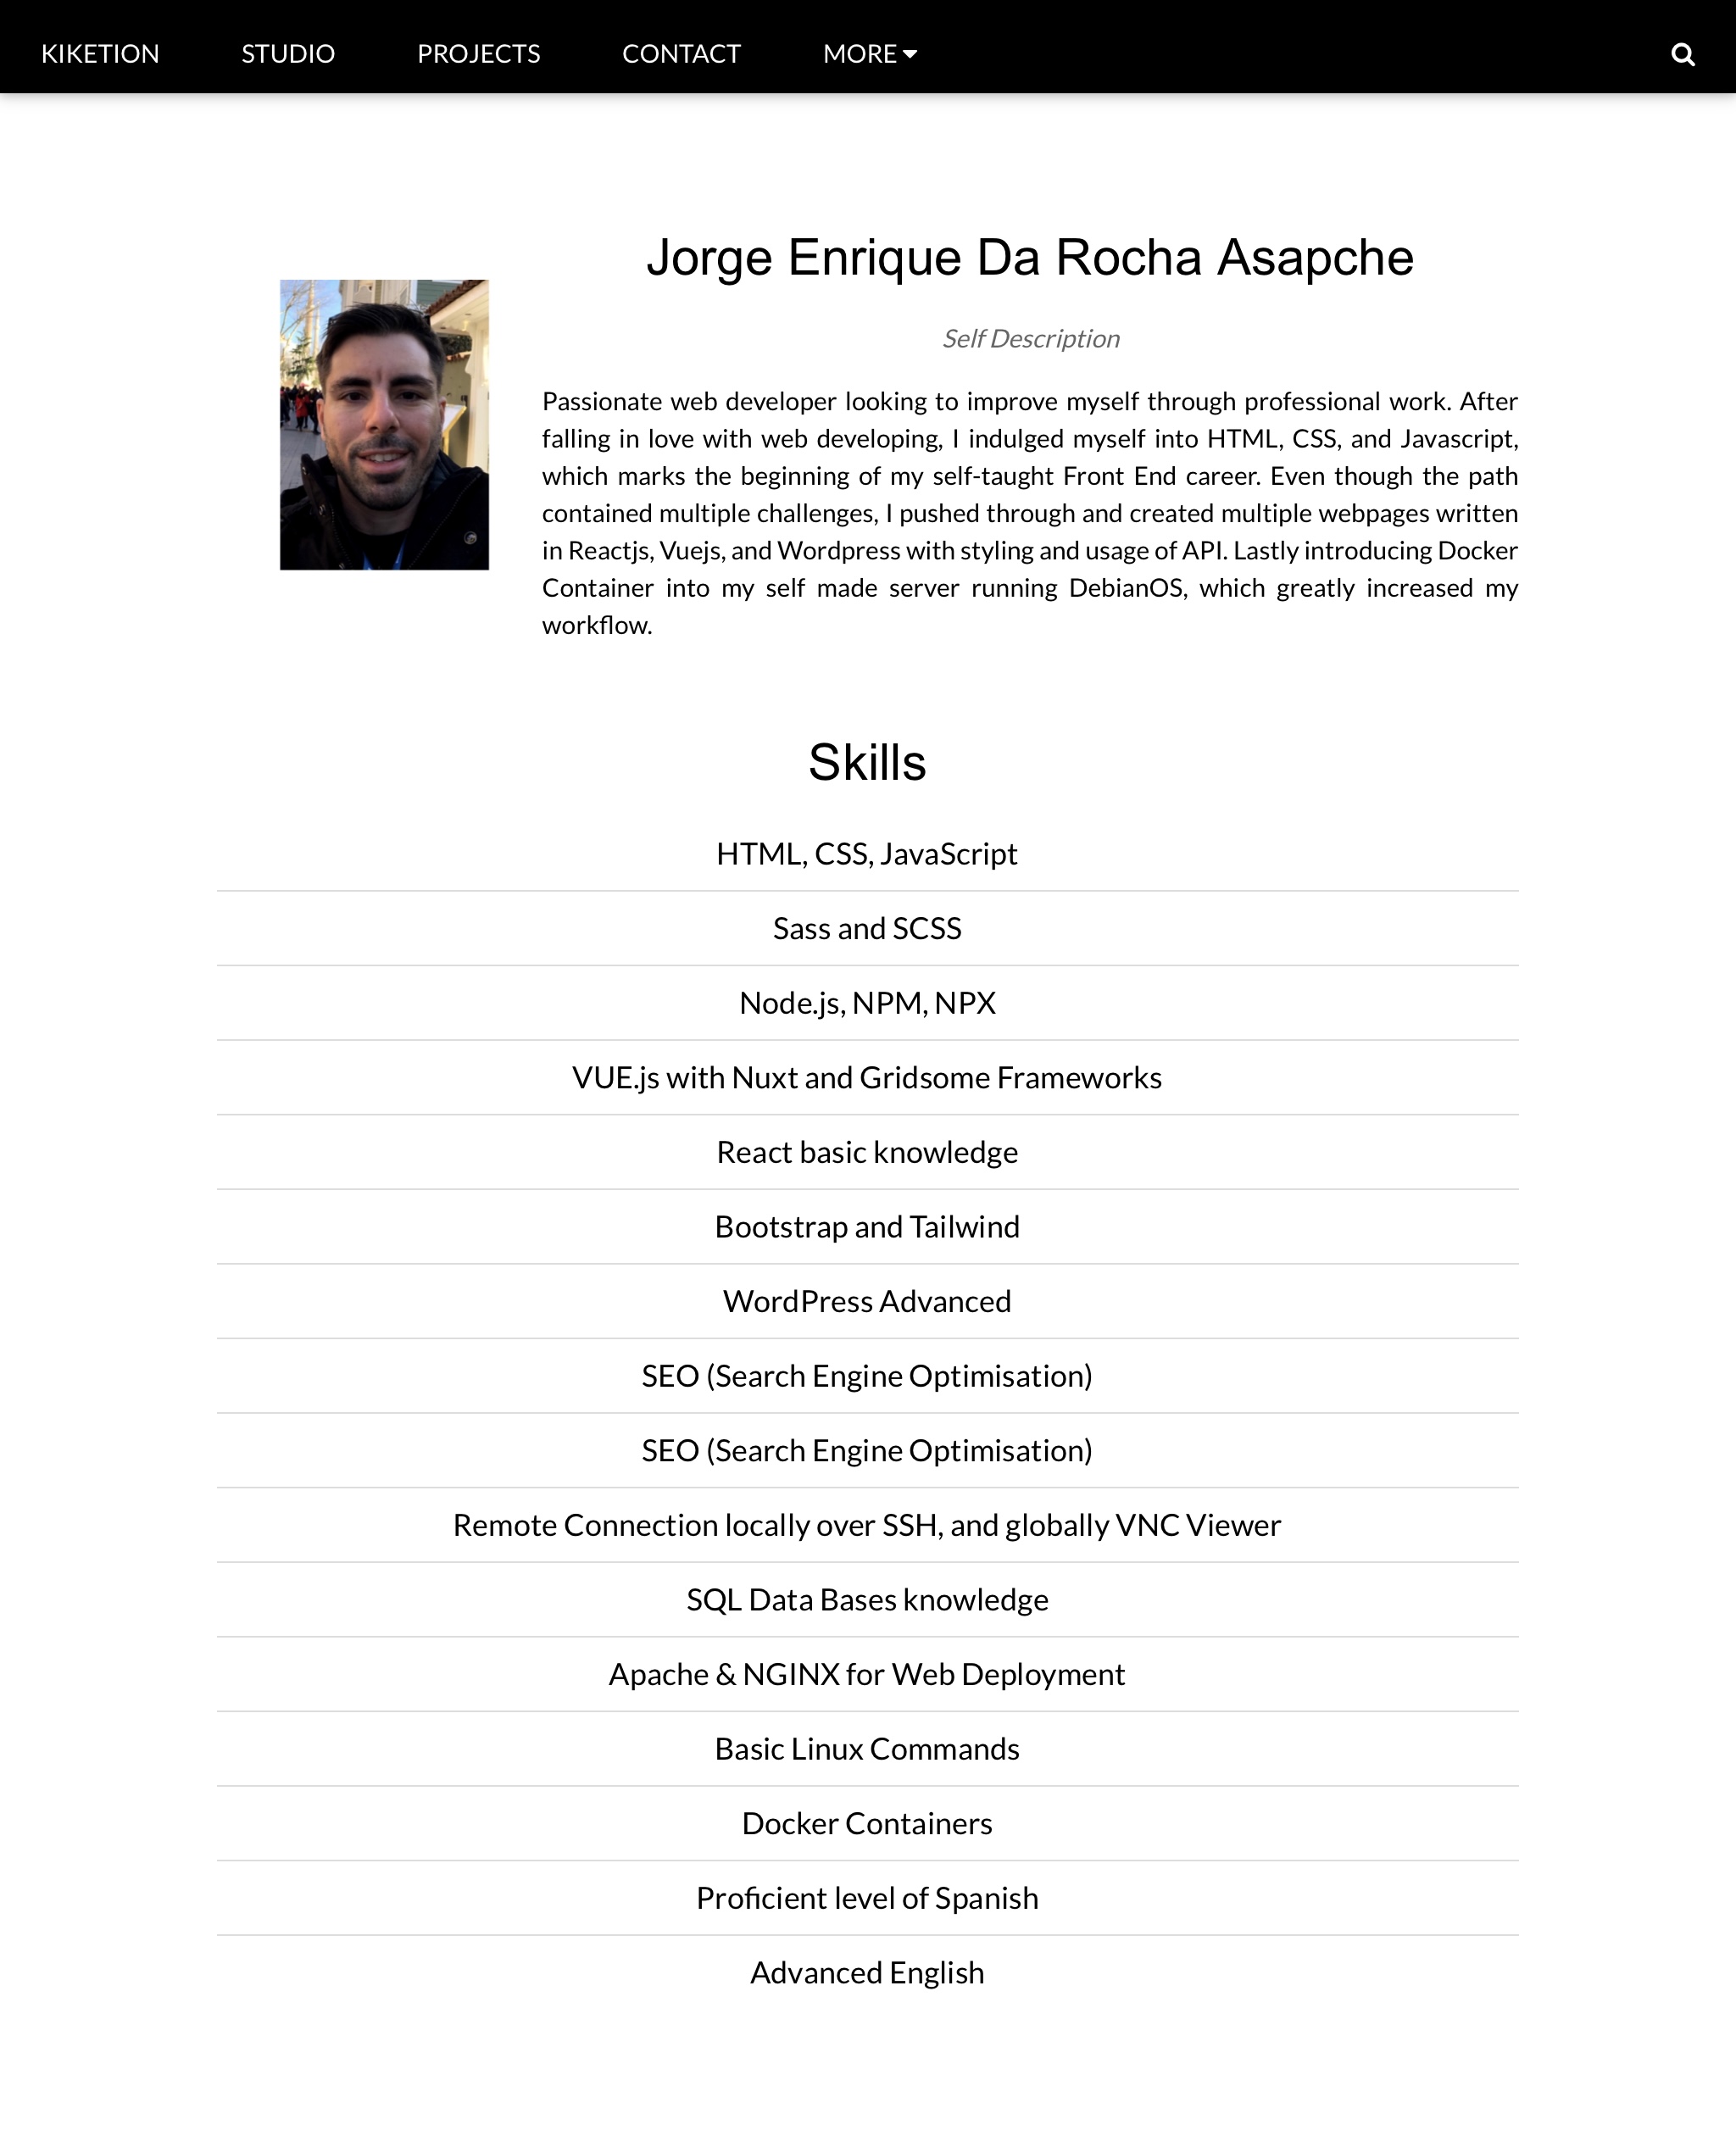 KIKETION STUDIO PROJECTS CONTACT MORE
Jorge Enrique Da Rocha Asapche
Self Description
Passionate web developer looking to improve myself through professional work. After
falling in love with web developing, I indulged myself into HTML, CSS, and Javascript,
which marks the beginning of my self-taught Front End career. Even though the path
contained multiple challenges, I pushed through and created multiple webpages written
in Reactjs, Vuejs, and Wordpress with styling and usage of API. Lastly introducing Docker
Container into my self made server running DebianOS, which greatly increased my
workflow.
Skills
HTML, CSS, JavaScript
Sass and SCSS
Node.js, NPM, NPX
VUE.js with Nuxt and Gridsome Frameworks
React basic knowledge
Bootstrap and Tailwind
WordPress Advanced
SEO (Search Engine Optimisation)
SEO (Search Engine Optimisation)
Remote Connection locally over SSH, and globally VNC Viewer
SQL Data Bases knowledge
Apache & NGINX for Web Deployment
Basic Linux Commands
Docker Containers
Proficient level of Spanish
Advanced English